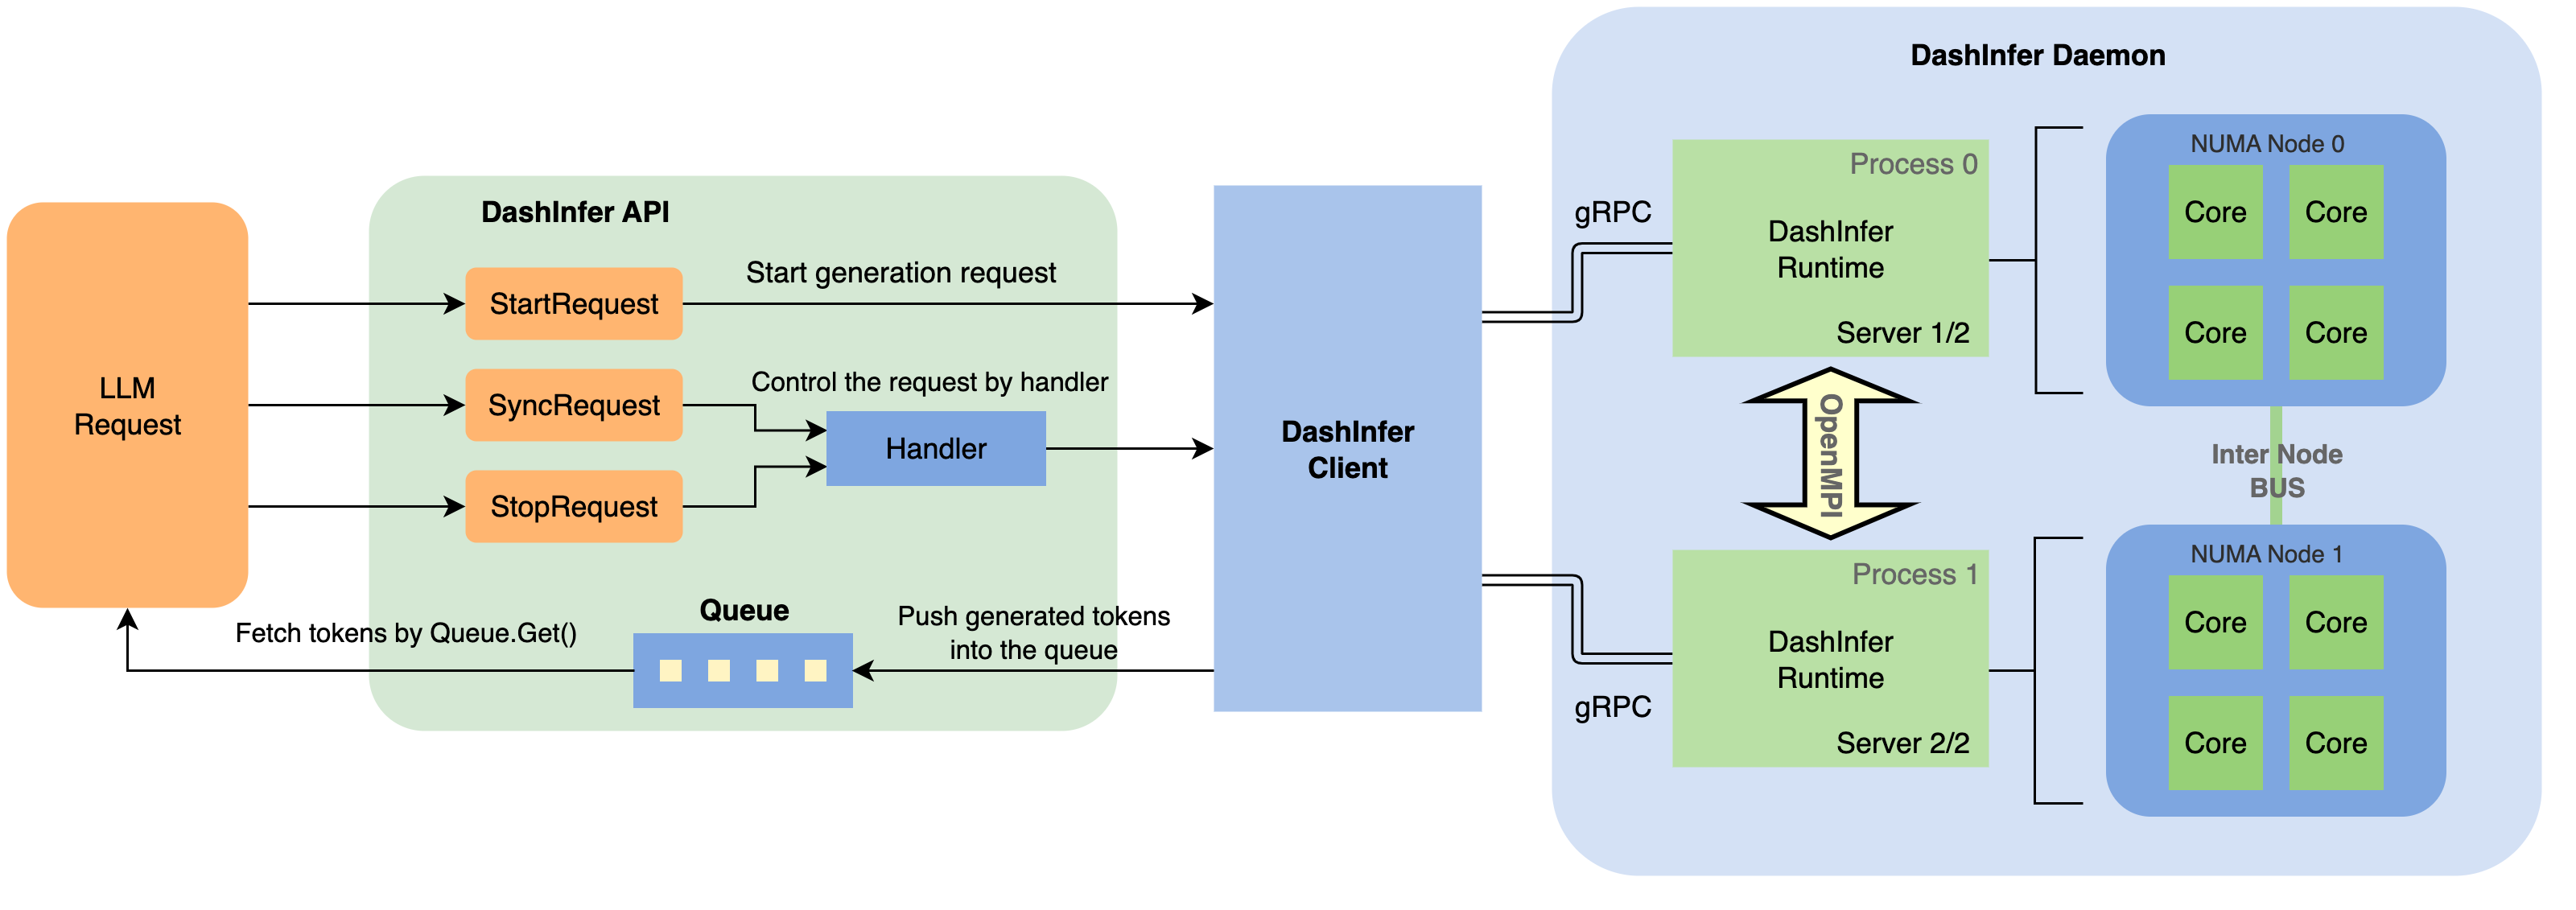 LLM
Request
DashInfer API
StartRequest
Start generation request
SyncRequest
Control the request by handler
Handler
StopRequest
Queue
Fetch tokens by Queue.Get()
Push generated tokens
into the queue
DashInfer
Client
DashInfer Daemon
gRPC
Process 0
DashInfer
Runtime
Server 1/2
NUMA Node 0
Core
Core
Core
Core
OpenMPI
Inter Node
BUS
gRPC
Process 1
DashInfer
Runtime
Server 2/2
NUMA Node 1
Core
Core
Core
Core